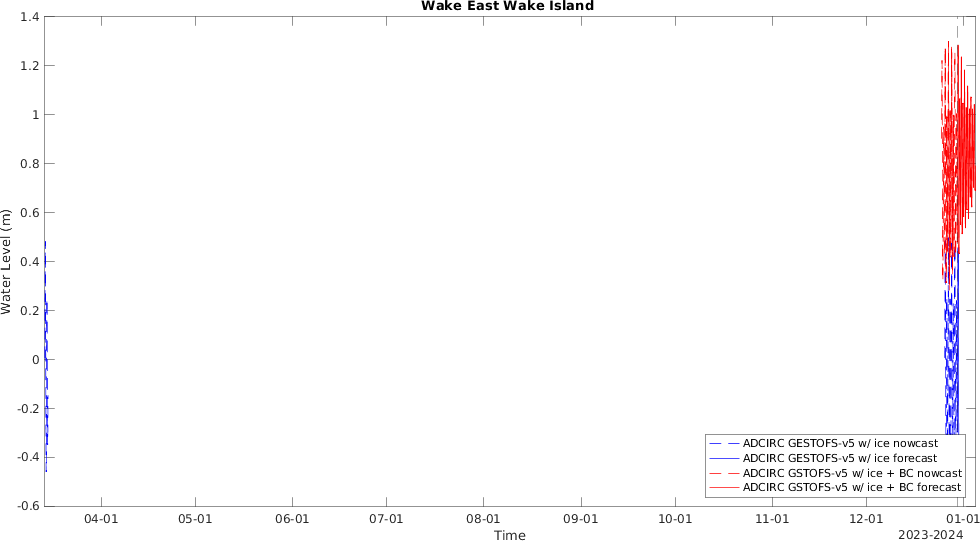 Wake East Wake Island
1.4
1.2
1
0.8
0.6
0.4
0.2
0
-0.2
-0.4
-0.6
Water Level (m)
ADCIRC GESTOFS-v5 w/ ice nowcast
ADCIRC GESTOFS-v5 w/ ice forecast
ADCIRC GSTOFS-v5 w/ ice + BC nowcast
ADCIRC GSTOFS-v5 w/ ice + BC forecast
04-01 05-01 06-01 07-01 08-01 09-01 10-01 11-01 12-01 01-01
Time
2023-2024